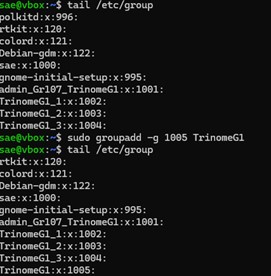 sae@vbox:~$ tail /etc/group
polkitd:x:996:
rtkit:x:120:
colord:x:121:
Debian-gdm:x:122:
sae:x:1000:
gnome-initial-setup:x:995:
admin_Gr107_TrinomeG1:x:1001:
TrinomeG1_1:x:1002:
TrinomeG1_2:x:1003:
TrinomeG1_3:x:1004:
sae@vbox:~$ sudo groupadd -g 1005 TrinomeG1
sae@vbox:~$ tail /etc/group
rtkit:x:120:
colord:x:121:
Debian-gdm:x:122:
sae:x:1000:
gnome-initial-setup:x:995:
admin_Gr107_TrinomeG1:x:1001:
TrinomeG1_1:x:1002:
TrinomeG1_2:x:1003:
TrinomeG1_3:x:1004:
TrinomeG1:x:1005: